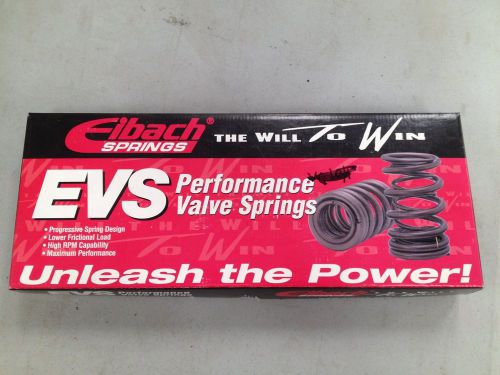 Eibach®
SPRINGS
THE WILL TO WIN
EVS Performance
Valve Springs
• Progressive Spring Design
• Lower Frictional Load
• High RPM Capability
• Maximum Performance
Unleash the Power!